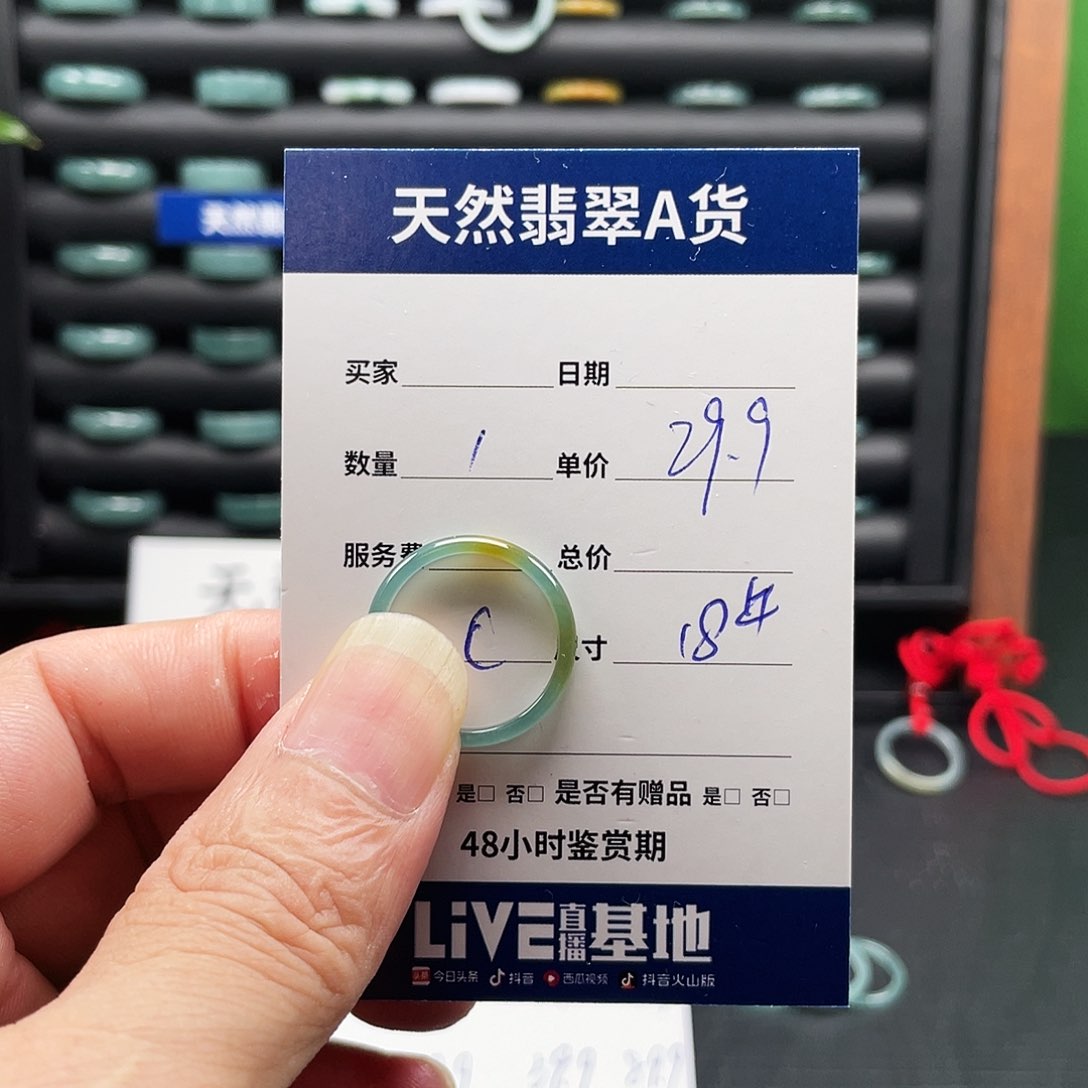 天然翡翠A货
买家 日期
数量 1 单价 29.9
服务费 总价
寸 18#
是□ 否□ 是否有赠品 是□ 否□
48小时鉴赏期
LiVE直播基地
今日头条 抖音 西瓜视频 抖音火山版